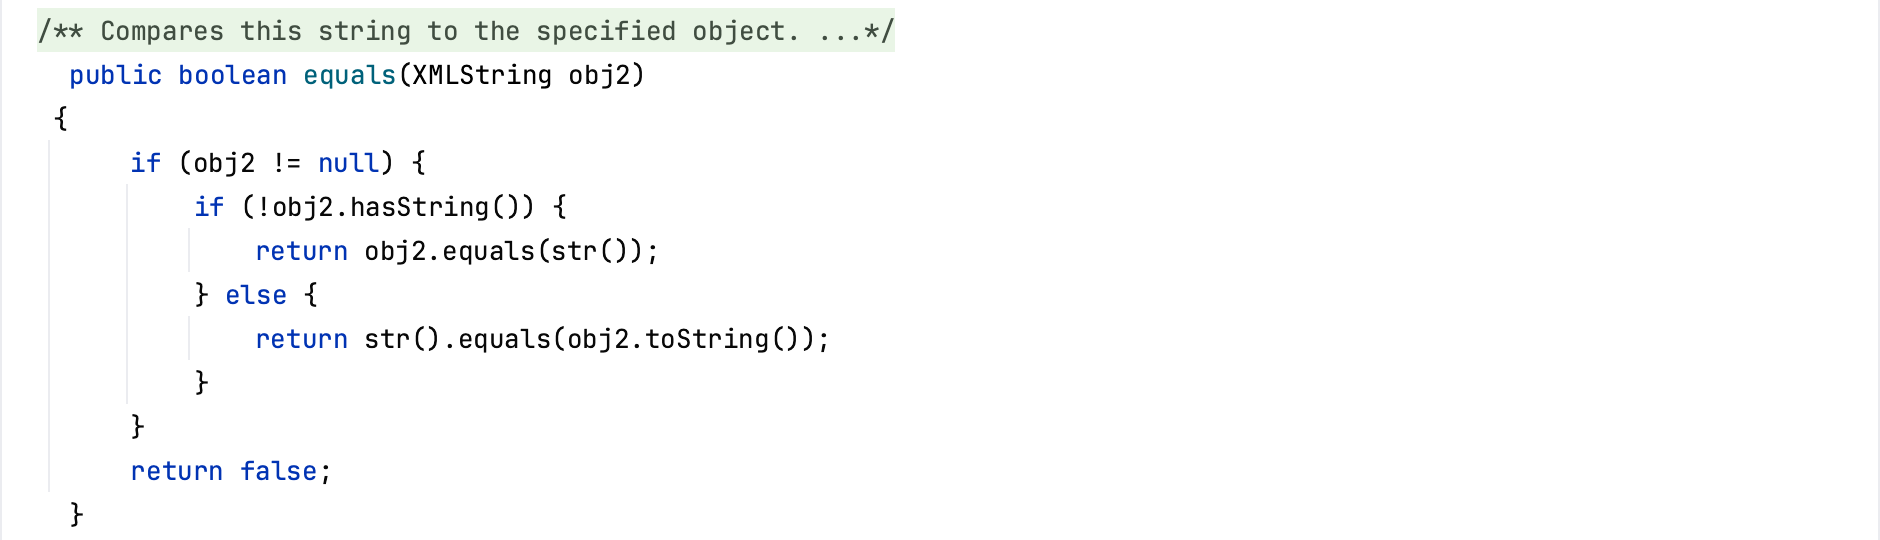 /** Compares this string to the specified object. ...*/
public boolean equals(XMLString obj2)
{
if (obj2 != null) {
if (!obj2.hasString()) {
return obj2.equals(str());
} else {
return str().equals(obj2.toString());
}
}
return false;
}